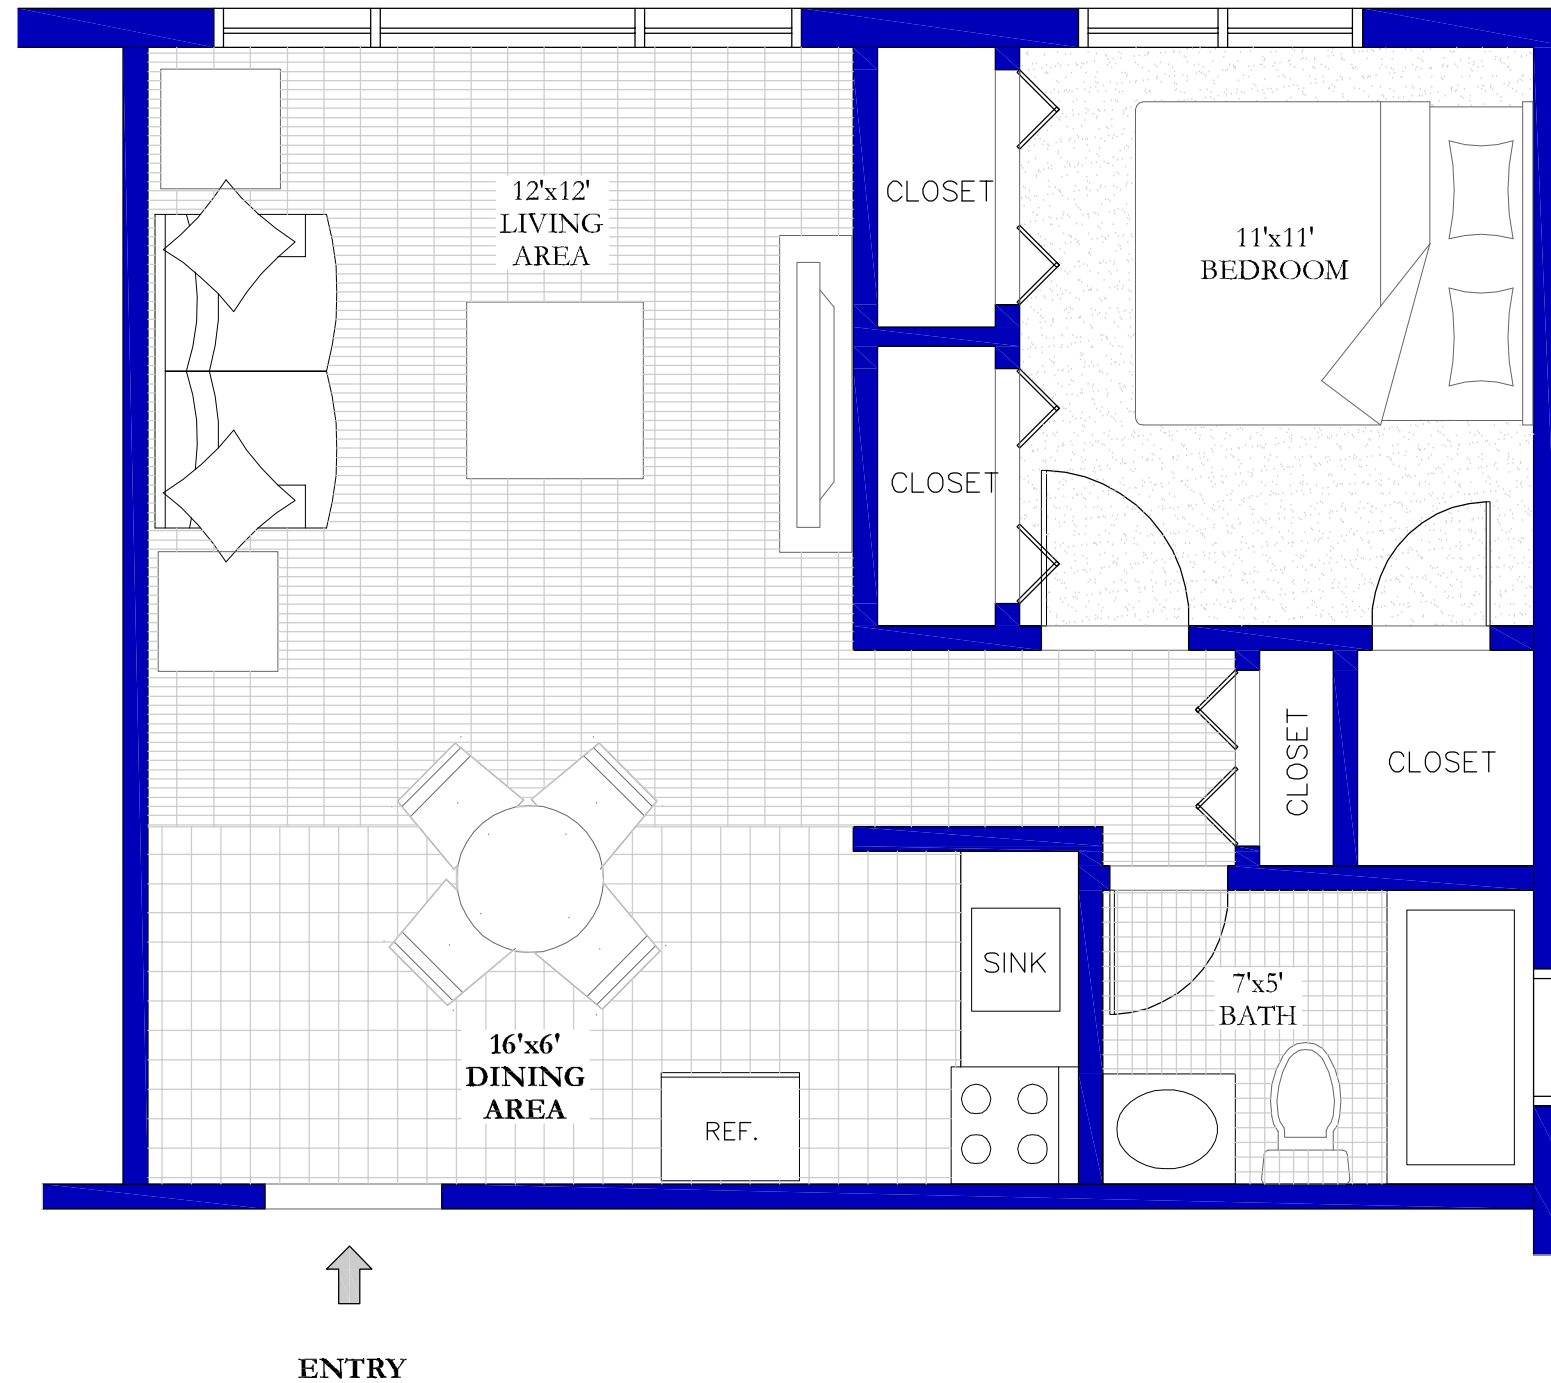 12'x12'
LIVING
AREA
CLOSET
11'x11'
BEDROOM
CLOSET
CLOSET
CLOSET
SINK
7'x5'
BATH
16'x6'
DINING
AREA
REF.
ENTRY